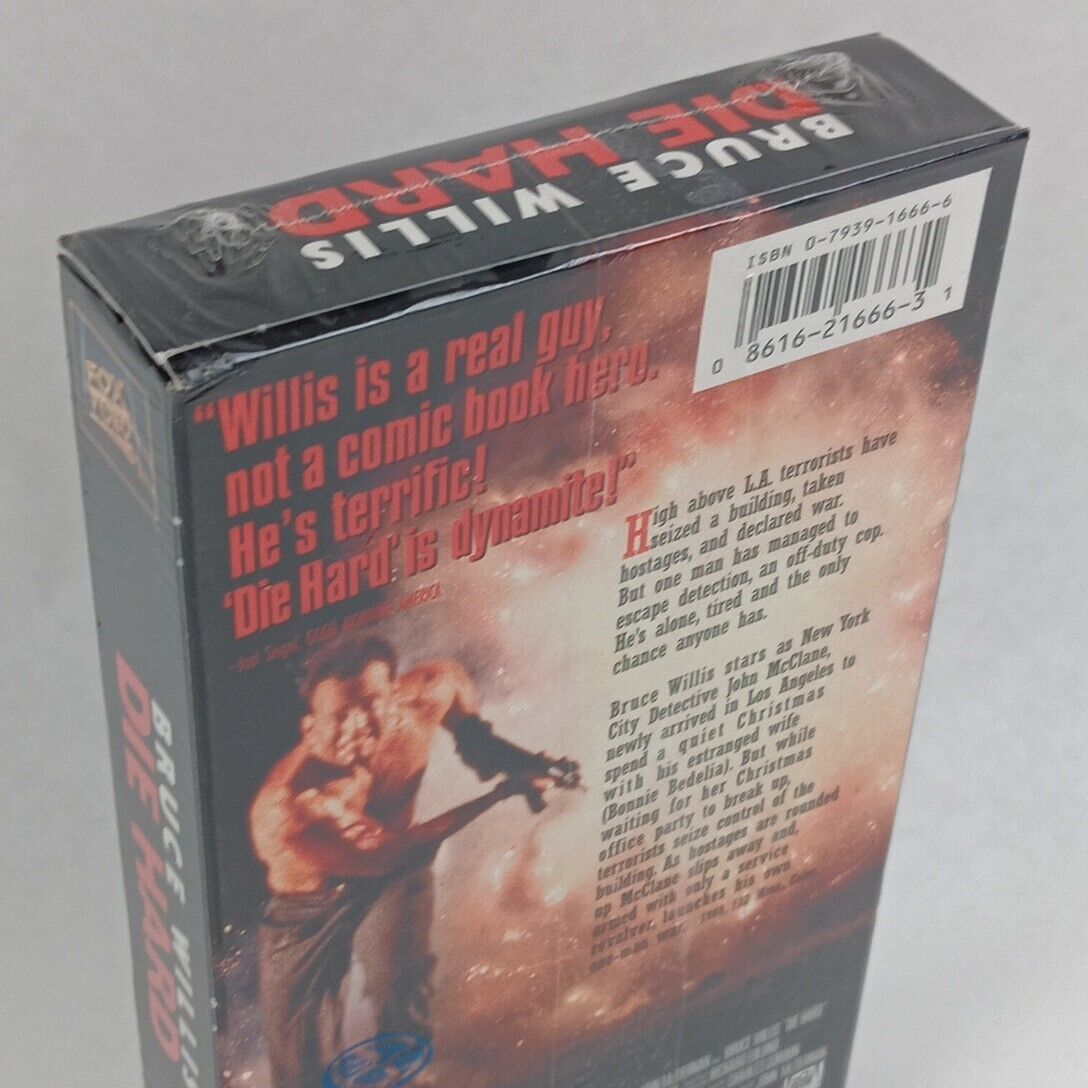 BRUCE WILLIS
DIE HARD
ISBN 0-7939-1666-6
0 8616-21666-3 1
"Willis is a real guy,
not a comic book hero.
He's terrific!
'Die Hard' is dynamite!"
AMERICA
High above L.A. terrorists have
seized a building, taken
hostages, and declared war.
But one man has managed to
escape detection, an off-duty cop.
He's alone, tired and the only
chance anyone has.
Bruce Willis stars as New York
City Detective John McClane,
newly arrived in Los Angeles to
spend a quiet Christmas
with his estranged wife
(Bonnie Bedelia). But while
waiting for her Christmas
office party to break up,
terrorists seize control of the
building. As hostages are rounded
up McClane slips away and,
armed with only a service
revolver, launches his own
one-man war.
BRUCE WILLIS
DIE HARD